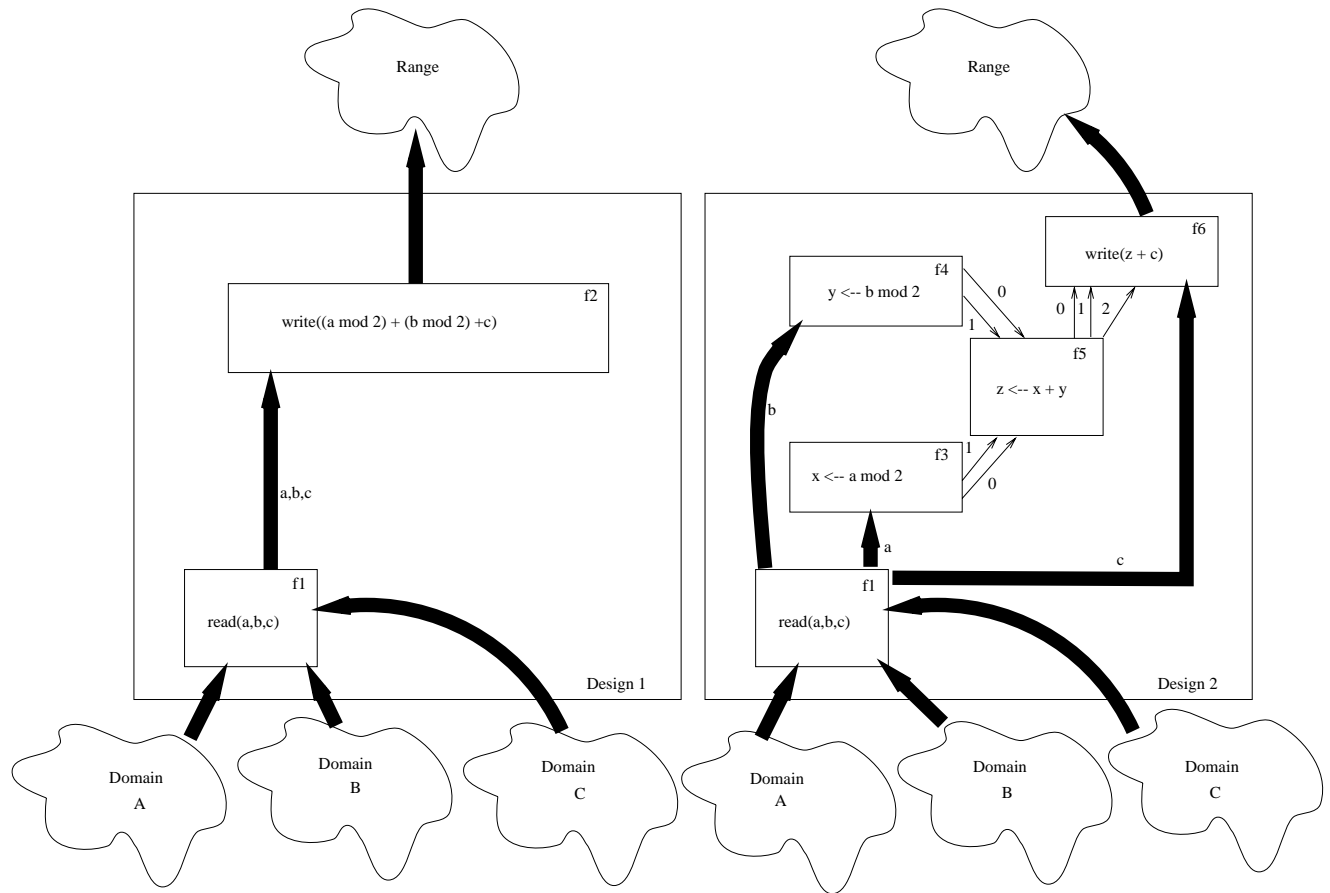 Range
f2
write((a mod 2) + (b mod 2) +c)
a,b,c
f1
read(a,b,c)
Design 1
Domain
A
Domain
B
Domain
C
Range
f6
write(z + c)
f4
y <-- b mod 2
0
1
0
1
2
f5
z <-- x + y
b
f3
x <-- a mod 2
1
0
a
c
f1
read(a,b,c)
Design 2
Domain
A
Domain
B
Domain
C